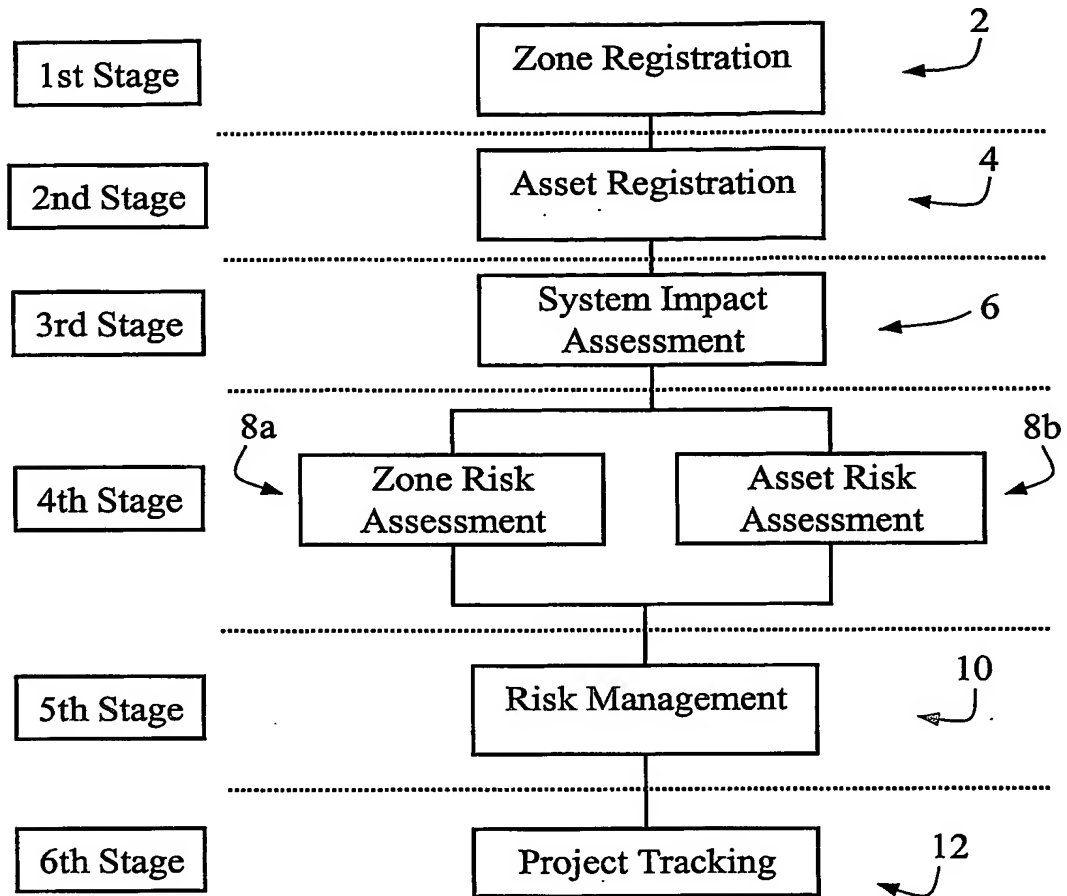 1st Stage
Zone Registration
2
2nd Stage
Asset Registration
4
3rd Stage
System Impact
Assessment
6
4th Stage
8a
Zone Risk
Assessment
Asset Risk
Assessment
8b
5th Stage
Risk Management
10
6th Stage
Project Tracking
12